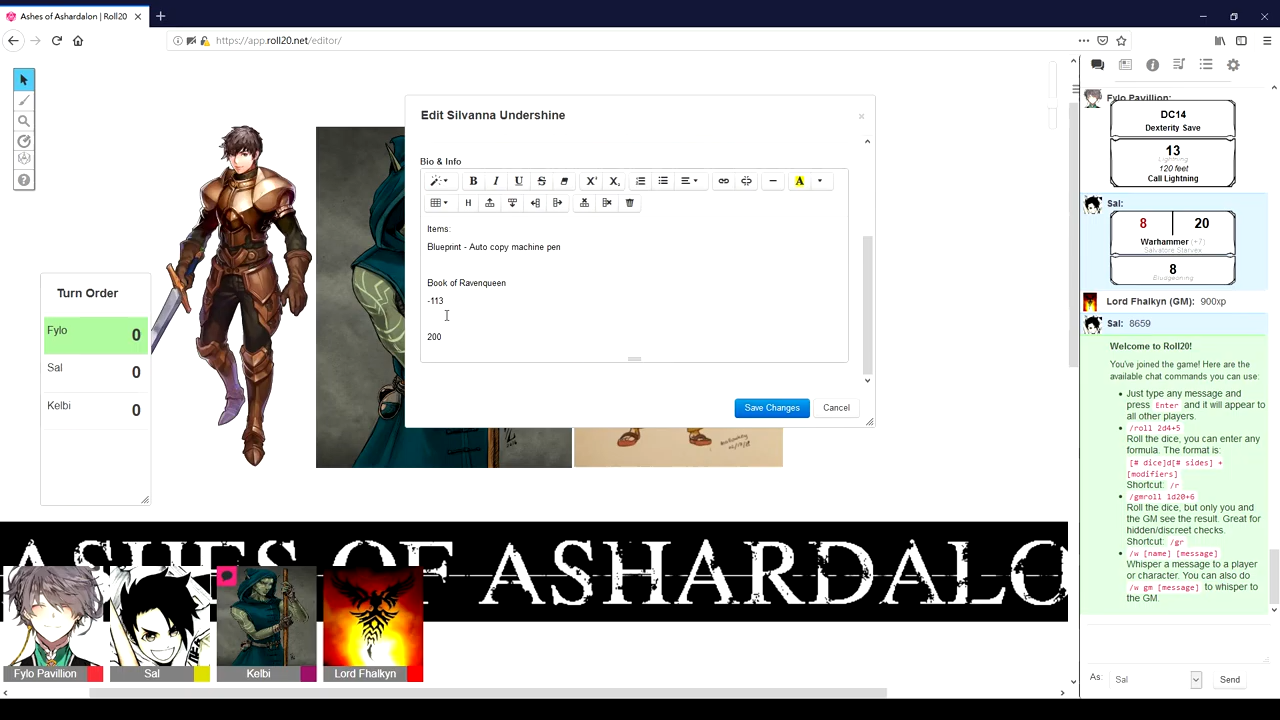 Ashes of Ashardalon | Roll20
https://app.roll20.net/editor/
Edit Silvanna Undershine
Bio & Info
Items:
Blueprint - Auto copy machine pen
Book of Ravenqueen
-113
200
Save Changes
Cancel
Turn Order
Fylo 0
Sal 0
Kelbi 0
ASHES OF ASHARDALO
Fylo Pavillion
Sal
Kelbi
Lord Fhalkyn
Fylo Pavillion:
DC14
Dexterity Save
13
Lightning
120 feet
Call Lightning
Sal:
8 20
Warhammer (+7)
Salvatore Starvex
8
Bludgeoning
Lord Fhalkyn (GM): 900xp
Sal: 8659
Welcome to Roll20!
You've joined the game! Here are the
available chat commands you can use:
Just type any message and
press Enter and it will appear to
all other players.
/roll 2d4+5
Roll the dice, you can enter any
formula. The format is:
[# dice]d[# sides] +
[modifiers]
Shortcut: /r
/gmroll 1d20+6
Roll the dice, but only you and
the GM see the result. Great for
hidden/discreet checks.
Shortcut: /gr
/w [name] [message]
Whisper a message to a player
or character. You can also do
/w gm [message] to whisper to
the GM.
As: Sal
Send